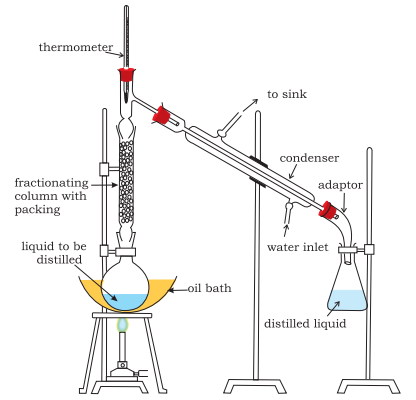 thermometer
to sink
condenser
fractionating
column with
packing
adaptor
liquid to be
distilled
water inlet
oil bath
distilled liquid